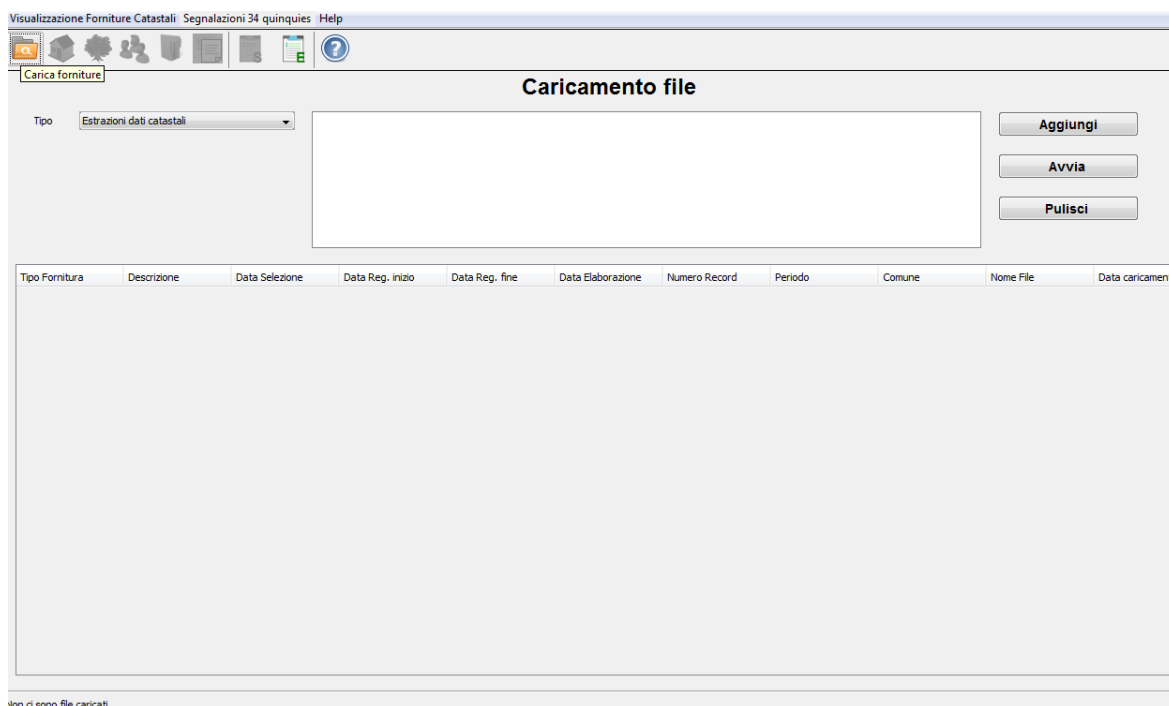 Visualizzazione Forniture Catastali Segnalazioni 34 quinquies Help
S E ?
Carica forniture
Caricamento file
Tipo Estrazioni dati catastali
Aggiungi
Avvia
Pulisci
Tipo Fornitura Descrizione Data Selezione Data Reg. inizio Data Reg. fine Data Elaborazione Numero Record Periodo Comune Nome File Data caricamen
Non ci sono file caricati